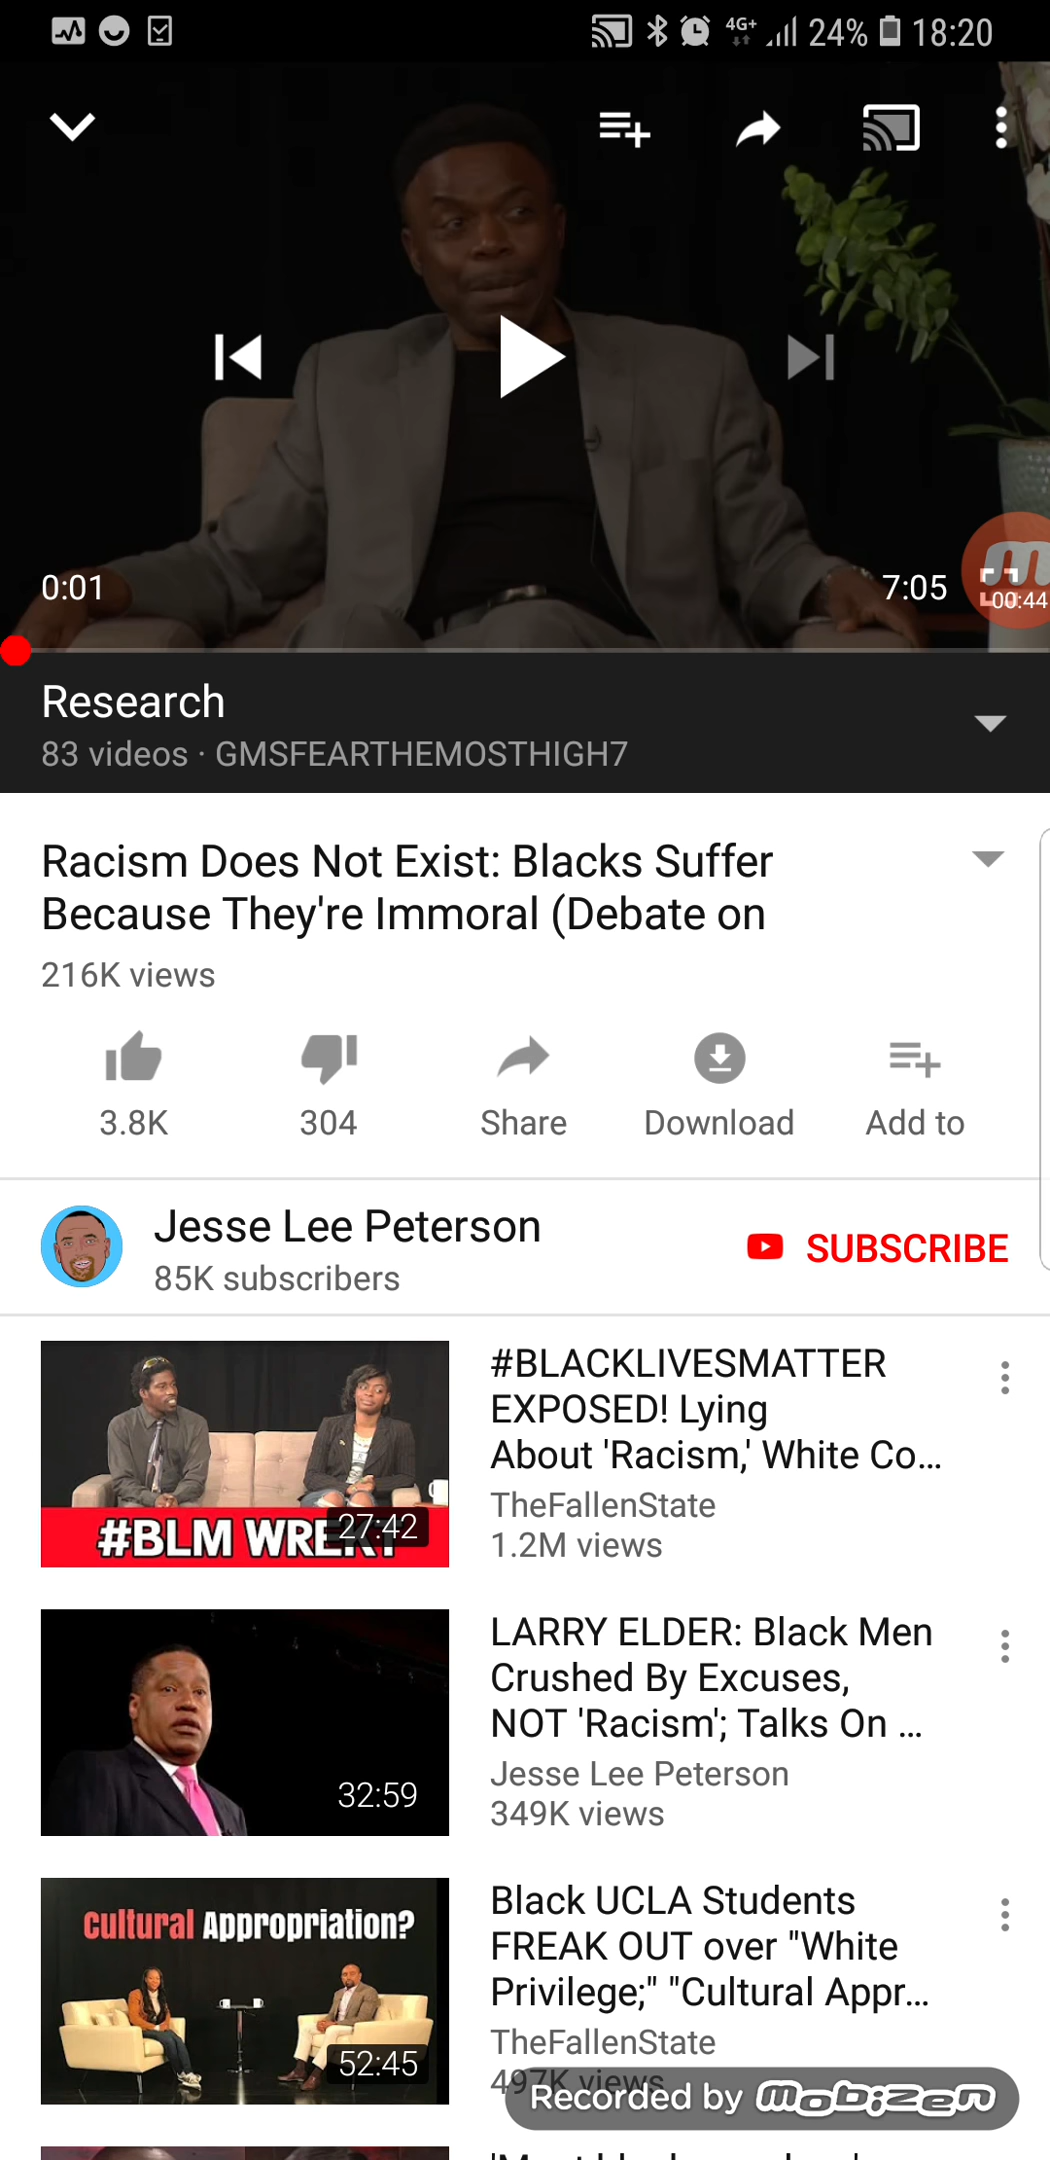 4G+ 24% 18:20
0:01
7:05
00:44
Research
83 videos · GMSFEARTHEMOSTHIGH7
Racism Does Not Exist: Blacks Suffer
Because They're Immoral (Debate on
216K views
3.8K
304
Share
Download
Add to
Jesse Lee Peterson
85K subscribers
SUBSCRIBE
#BLM WREKT
27:42
#BLACKLIVESMATTER
EXPOSED! Lying
About 'Racism,' White Co...
TheFallenState
1.2M views
32:59
LARRY ELDER: Black Men
Crushed By Excuses,
NOT 'Racism'; Talks On ...
Jesse Lee Peterson
349K views
Cultural Appropriation?
52:45
Black UCLA Students
FREAK OUT over "White
Privilege;" "Cultural Appr...
TheFallenState
497K views
Recorded by mobizen